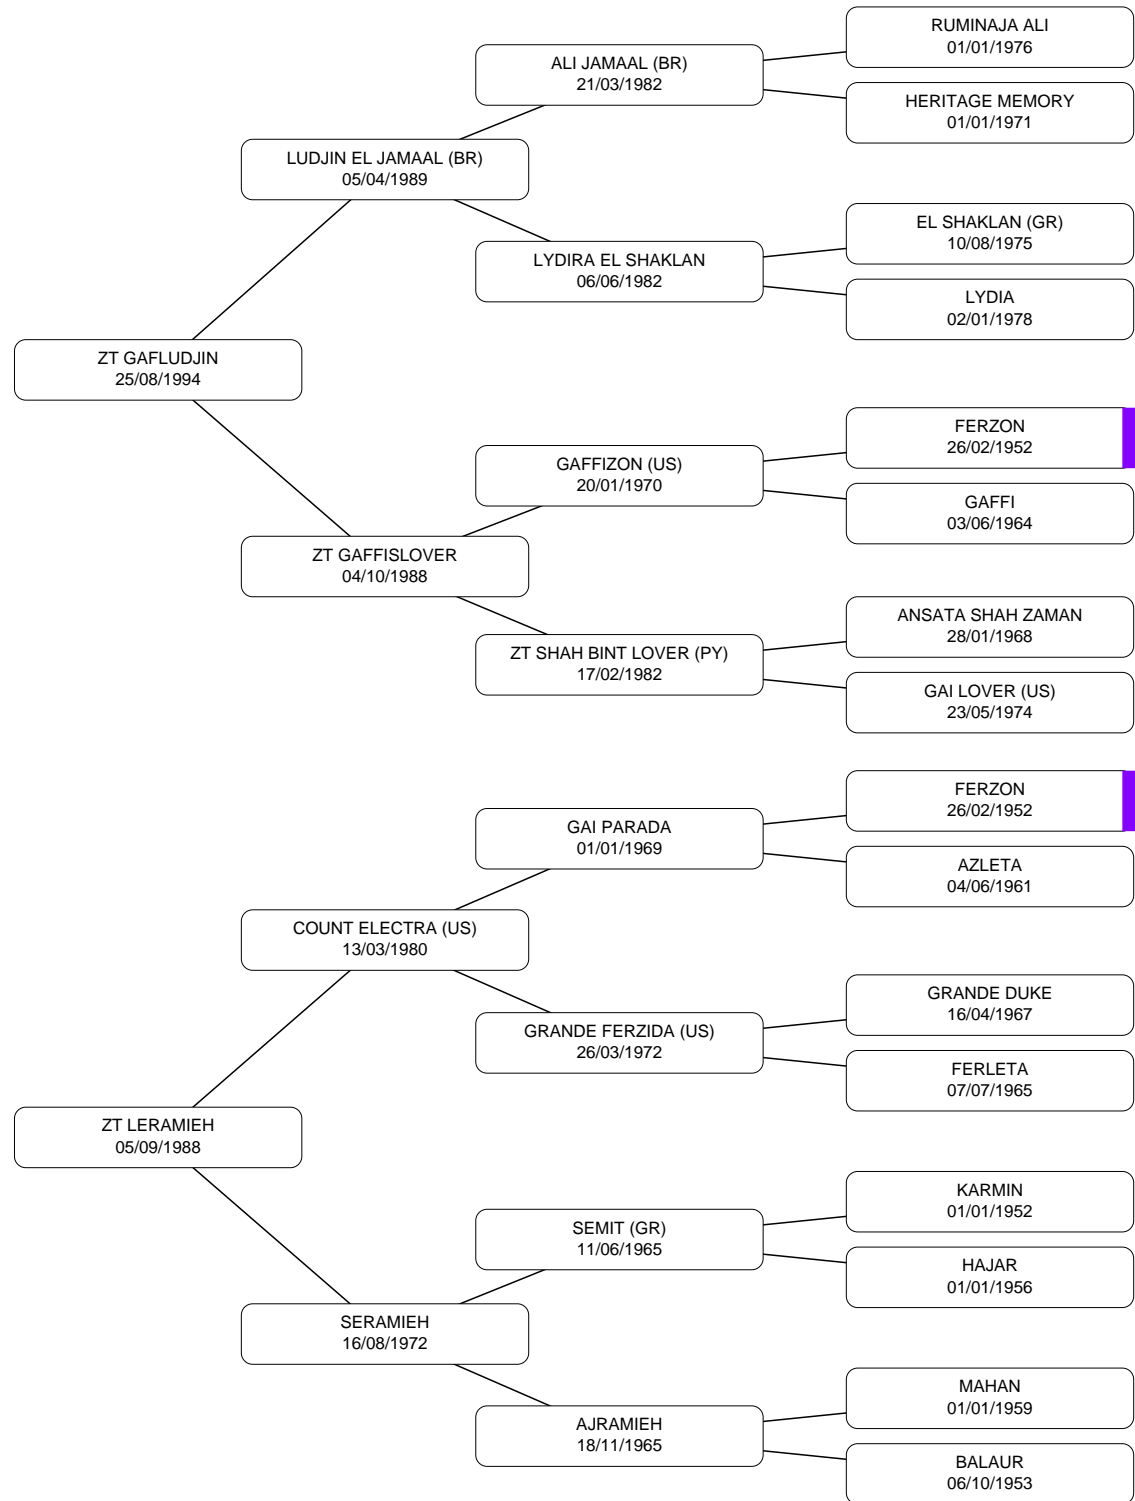 RUMINAJA ALI
01/01/1976
ALI JAMAAL (BR)
21/03/1982
HERITAGE MEMORY
01/01/1971
LUDJIN EL JAMAAL (BR)
05/04/1989
EL SHAKLAN (GR)
10/08/1975
LYDIRA EL SHAKLAN
06/06/1982
LYDIA
02/01/1978
ZT GAFLUDJIN
25/08/1994
FERZON
26/02/1952
GAFFIZON (US)
20/01/1970
GAFFI
03/06/1964
ZT GAFFISLOVER
04/10/1988
ANSATA SHAH ZAMAN
28/01/1968
ZT SHAH BINT LOVER (PY)
17/02/1982
GAI LOVER (US)
23/05/1974
FERZON
26/02/1952
GAI PARADA
01/01/1969
AZLETA
04/06/1961
COUNT ELECTRA (US)
13/03/1980
GRANDE DUKE
16/04/1967
GRANDE FERZIDA (US)
26/03/1972
FERLETA
07/07/1965
ZT LERAMIEH
05/09/1988
KARMIN
01/01/1952
SEMIT (GR)
11/06/1965
HAJAR
01/01/1956
SERAMIEH
16/08/1972
MAHAN
01/01/1959
AJRAMIEH
18/11/1965
BALAUR
06/10/1953